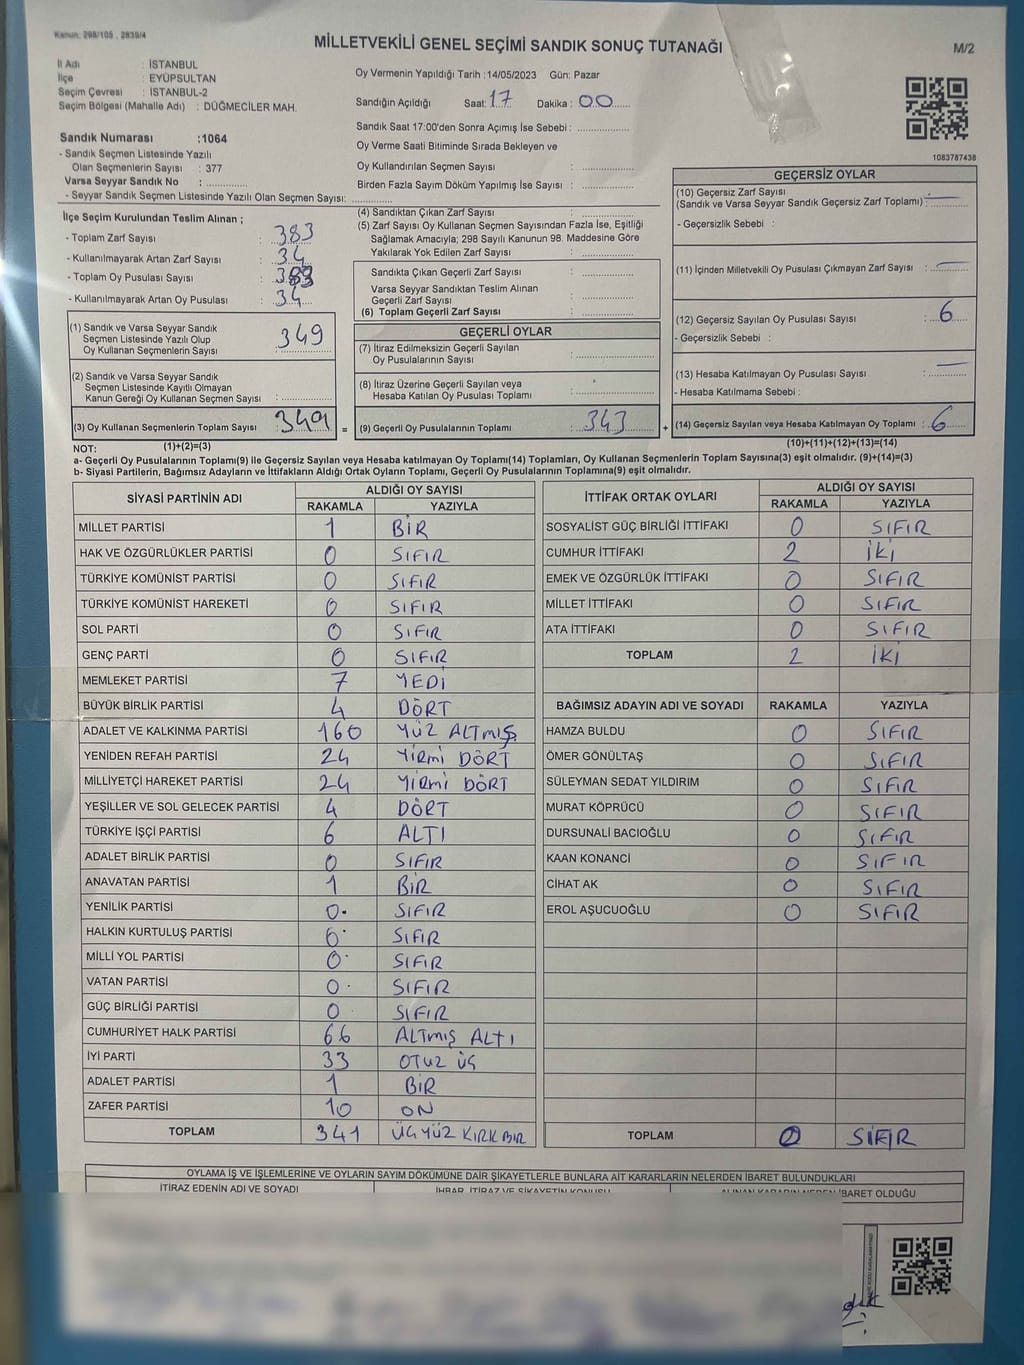 Kanun: 298/105 , 2839/4
MİLLETVEKİLİ GENEL SEÇİMİ SANDIK SONUÇ TUTANAĞI
M/2
İl Adı : İSTANBUL
İlçe : EYÜPSULTAN
Seçim Çevresi : İSTANBUL-2
Seçim Bölgesi (Mahalle Adı) : DÜĞMECİLER MAH.
Sandık Numarası :1064
- Sandık Seçmen Listesinde Yazılı
Olan Seçmenlerin Sayısı : 377
Varsa Seyyar Sandık No : ..............
- Seyyar Sandık Seçmen Listesinde Yazılı Olan Seçmen Sayısı: ..............
Oy Vermenin Yapıldığı Tarih :14/05/2023 Gün: Pazar
Sandığın Açıldığı Saat: 17 Dakika : 00
Sandık Saat 17:00'den Sonra Açımış İse Sebebi : ..............
Oy Verme Saati Bitiminde Sırada Bekleyen ve
Oy Kullandırılan Seçmen Sayısı : ..............
Birden Fazla Sayım Döküm Yapılmış İse Sayısı : ..............
1083787438
İlçe Seçim Kurulundan Teslim Alınan ;
- Toplam Zarf Sayısı : 383
- Kullanılmayarak Artan Zarf Sayısı : 34
- Toplam Oy Pusulası Sayısı : 383
- Kullanılmayarak Artan Oy Pusulası : 34
(1) Sandık ve Varsa Seyyar Sandık
Seçmen Listesinde Yazılı Olup
Oy Kullanan Seçmenlerin Sayısı : 349
(2) Sandık ve Varsa Seyyar Sandık
Seçmen Listesinde Kayıtlı Olmayan
Kanun Gereği Oy Kullanan Seçmen Sayısı : ..............
(3) Oy Kullanan Seçmenlerin Toplam Sayısı : 349 =
(4) Sandıktan Çıkan Zarf Sayısı : ..............
(5) Zarf Sayısı Oy Kullanan Seçmen Sayısından Fazla İse, Eşitliği
Sağlamak Amacıyla; 298 Sayılı Kanunun 98. Maddesine Göre
Yakılarak Yok Edilen Zarf Sayısı : ..............
Sandıkta Çıkan Geçerli Zarf Sayısı : ..............
Varsa Seyyar Sandıktan Teslim Alınan
Geçerli Zarf Sayısı : ..............
(6) Toplam Geçerli Zarf Sayısı : ..............
GEÇERLİ OYLAR
(7) İtiraz Edilmeksizin Geçerli Sayılan
Oy Pusulalarının Sayısı : ..............
(8) İtiraz Üzerine Geçerli Sayılan veya
Hesaba Katılan Oy Pusulası Toplamı : ..............
(9) Geçerli Oy Pusulalarının Toplamı : 343 +
GEÇERSİZ OYLAR
(10) Geçersiz Zarf Sayısı
(Sandık ve Varsa Seyyar Sandık Geçersiz Zarf Toplamı) : —
- Geçersizlik Sebebi :
(11) İçinden Milletvekili Oy Pusulası Çıkmayan Zarf Sayısı : —
(12) Geçersiz Sayılan Oy Pusulası Sayısı : 6
- Geçersizlik Sebebi :
(13) Hesaba Katılmayan Oy Pusulası Sayısı : —
- Hesaba Katılmama Sebebi :
(14) Geçersiz Sayılan veya Hesaba Katılmayan Oy Toplamı : 6
NOT: (1)+(2)=(3) (10)+(11)+(12)+(13)=(14)
a- Geçerli Oy Pusulalarının Toplamı(9) ile Geçersiz Sayılan veya Hesaba katılmayan Oy Toplamı(14) Toplamları, Oy Kullanan Seçmenlerin Toplam Sayısına(3) eşit olmalıdır. (9)+(14)=(3)
b- Siyasi Partilerin, Bağımsız Adayların ve İttifakların Aldığı Ortak Oyların Toplamı, Geçerli Oy Pusulalarının Toplamına(9) eşit olmalıdır.
SİYASİ PARTİNİN ADI ALDIĞI OY SAYISI
RAKAMLA YAZIYLA
MİLLET PARTİSİ 1 BİR
HAK VE ÖZGÜRLÜKLER PARTİSİ 0 SIFIR
TÜRKİYE KOMÜNİST PARTİSİ 0 SIFIR
TÜRKİYE KOMÜNİST HAREKETİ 0 SIFIR
SOL PARTİ 0 SIFIR
GENÇ PARTİ 0 SIFIR
MEMLEKET PARTİSİ 7 YEDİ
BÜYÜK BİRLİK PARTİSİ 4 DÖRT
ADALET VE KALKINMA PARTİSİ 160 YÜZ ALTMIŞ
YENİDEN REFAH PARTİSİ 24 YİRMİ DÖRT
MİLLİYETÇİ HAREKET PARTİSİ 24 YİRMİ DÖRT
YEŞİLLER VE SOL GELECEK PARTİSİ 4 DÖRT
TÜRKİYE İŞÇİ PARTİSİ 6 ALTI
ADALET BİRLİK PARTİSİ 0 SIFIR
ANAVATAN PARTİSİ 1 BİR
YENİLİK PARTİSİ 0 SIFIR
HALKIN KURTULUŞ PARTİSİ 0 SIFIR
MİLLİ YOL PARTİSİ 0 SIFIR
VATAN PARTİSİ 0 SIFIR
GÜÇ BİRLİĞİ PARTİSİ 0 SIFIR
CUMHURİYET HALK PARTİSİ 66 ALTMIŞ ALTI
İYİ PARTİ 33 OTUZ ÜÇ
ADALET PARTİSİ 1 BİR
ZAFER PARTİSİ 10 ON
TOPLAM 341 ÜÇ YÜZ KIRK BİR
İTTİFAK ORTAK OYLARI ALDIĞI OY SAYISI
RAKAMLA YAZIYLA
SOSYALİST GÜÇ BİRLİĞİ İTTİFAKI 0 SIFIR
CUMHUR İTTİFAKI 2 İKİ
EMEK VE ÖZGÜRLÜK İTTİFAKI 0 SIFIR
MİLLET İTTİFAKI 0 SIFIR
ATA İTTİFAKI 0 SIFIR
TOPLAM 2 İKİ
BAĞIMSIZ ADAYIN ADI VE SOYADI RAKAMLA YAZIYLA
HAMZA BULDU 0 SIFIR
ÖMER GÖNÜLTAŞ 0 SIFIR
SÜLEYMAN SEDAT YILDIRIM 0 SIFIR
MURAT KÖPRÜCÜ 0 SIFIR
DURSUNALİ BACIOĞLU 0 SIFIR
KAAN KONANCİ 0 SIFIR
CİHAT AK 0 SIFIR
EROL AŞUCUOĞLU 0 SIFIR
TOPLAM 0 SIFIR
OYLAMA İŞ VE İŞLEMLERİNE VE OYLARIN SAYIM DÖKÜMÜNE DAİR ŞİKAYETLERLE BUNLARA AİT KARARLARIN NELERDEN İBARET BULUNDUKLARI
İTİRAZ EDENİN ADI VE SOYADI İHBAR, İTİRAZ VE ŞİKAYETİN KONUSU ALINAN KARARIN NEDEN İBARET OLDUĞU